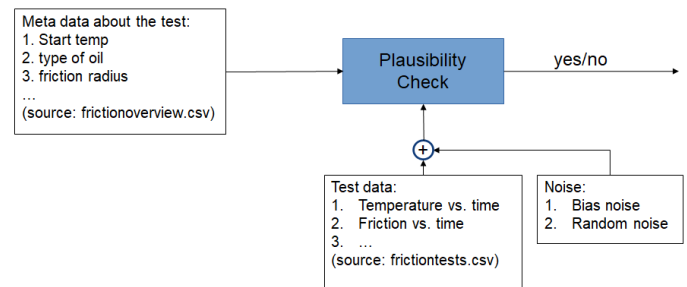 Meta data about the test:
1. Start temp
2. type of oil
3. friction radius
...
(source: frictionoverview.csv)
Plausibility
Check
yes/no
+
Test data:
1. Temperature vs. time
2. Friction vs. time
3. ...
(source: frictiontests.csv)
Noise:
1. Bias noise
2. Random noise